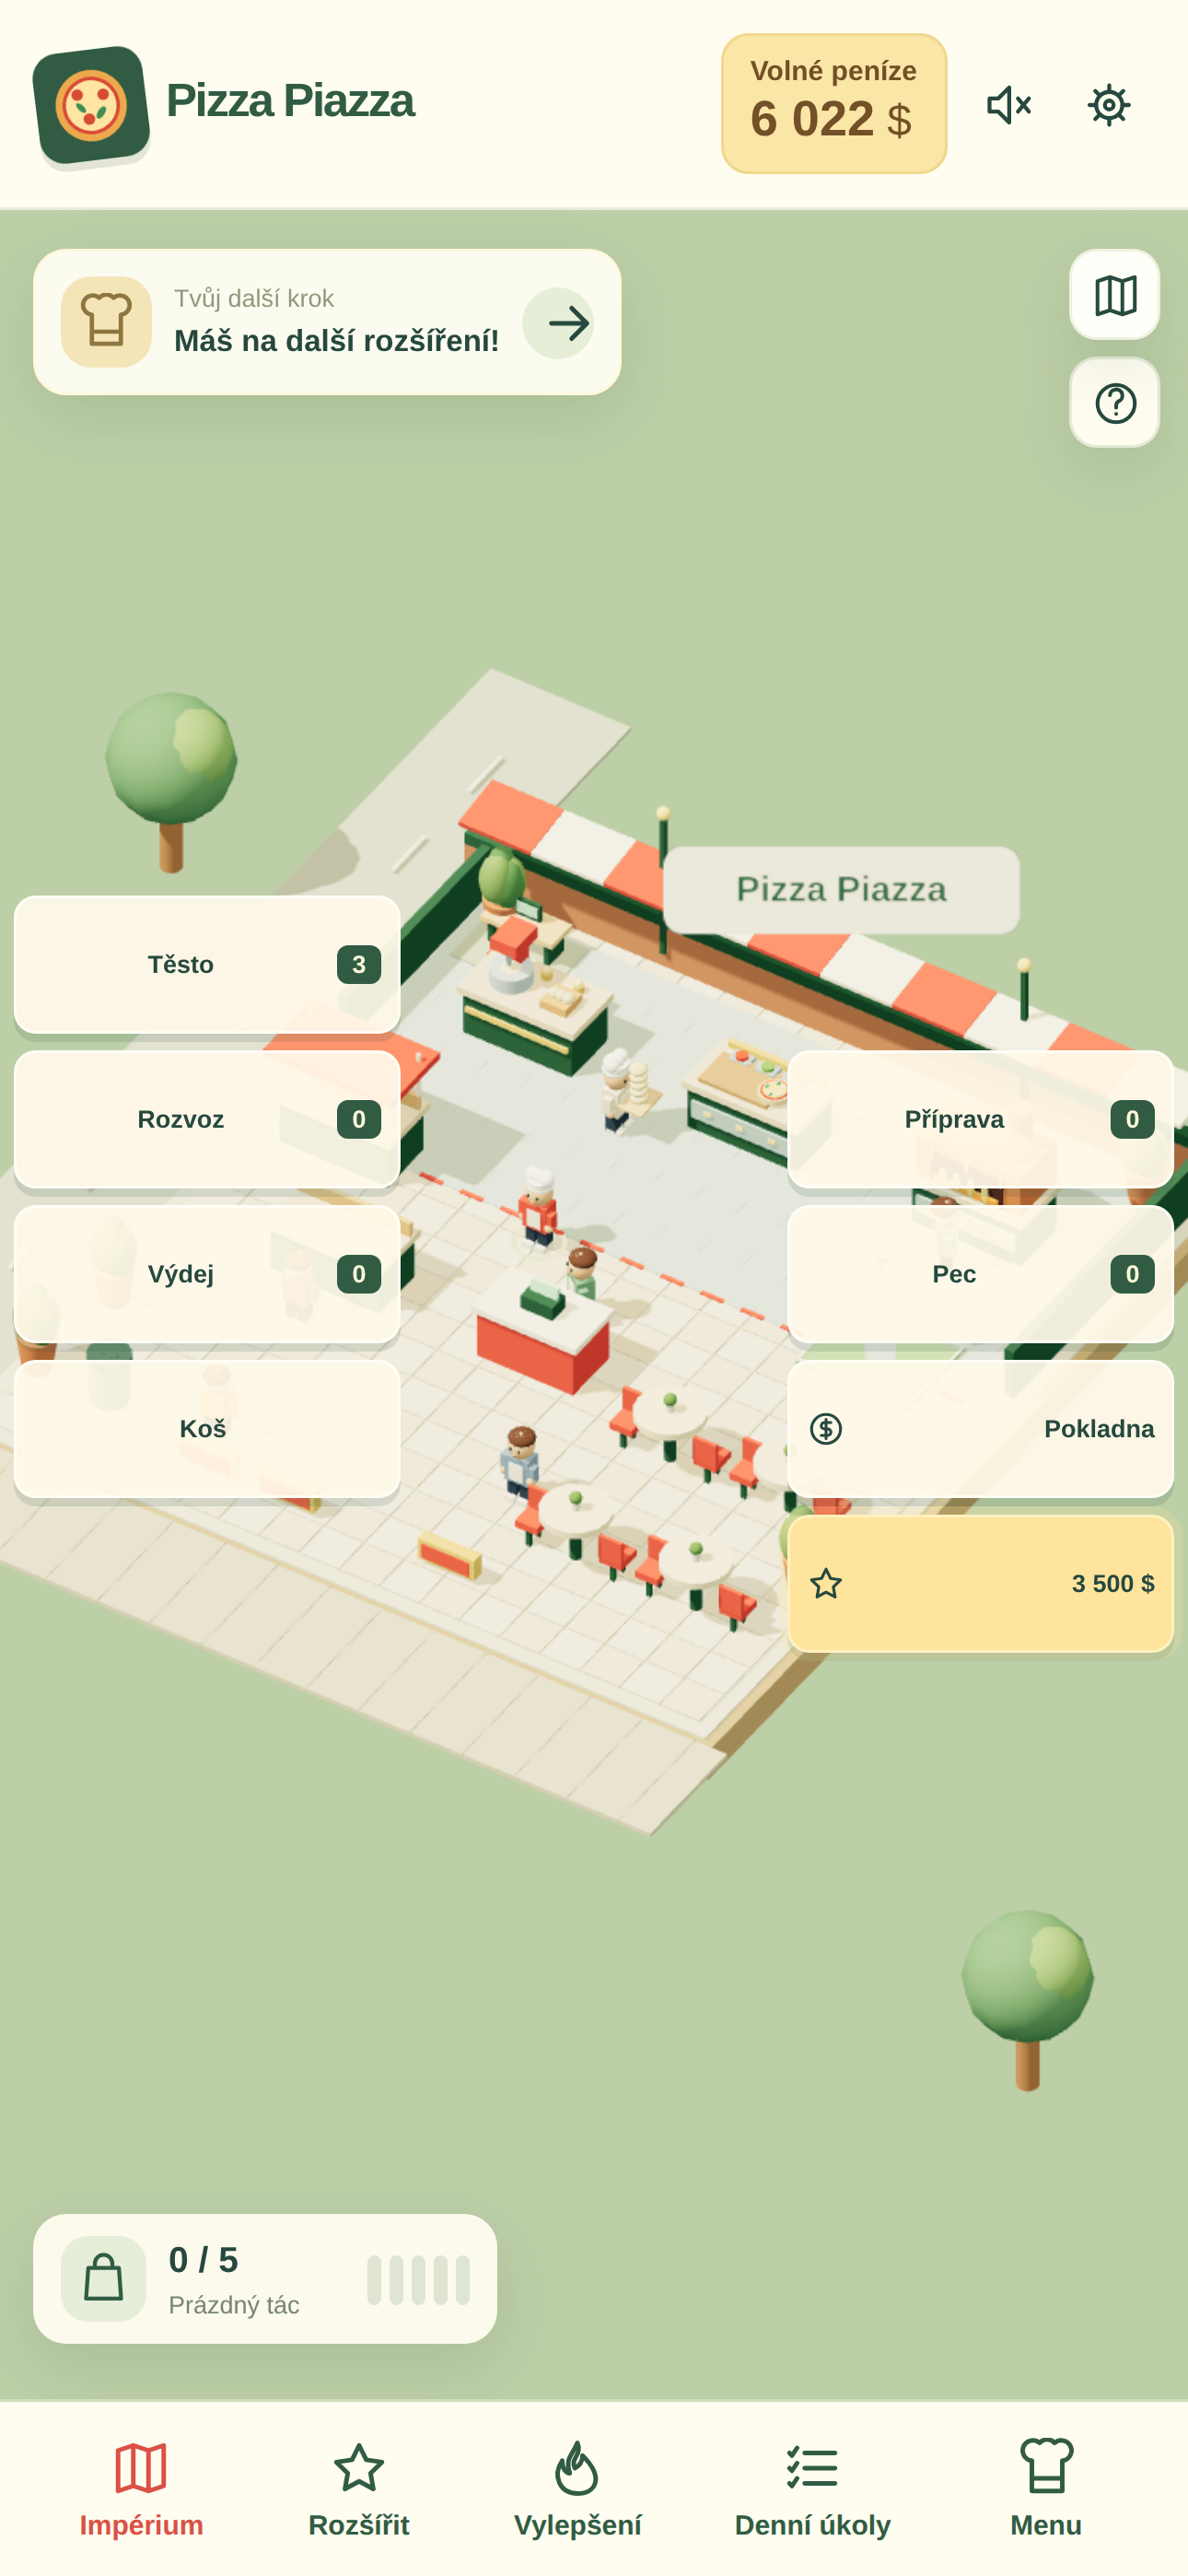 Pizza Piazza
Volné peníze
6 022 $
Tvůj další krok
Máš na další rozšíření!
Pizza Piazza
Těsto 3
Rozvoz 0
Příprava 0
Výdej 0
Pec 0
Koš
Pokladna
3 500 $
0 / 5
Prázdný tác
Impérium
Rozšířit
Vylepšení
Denní úkoly
Menu